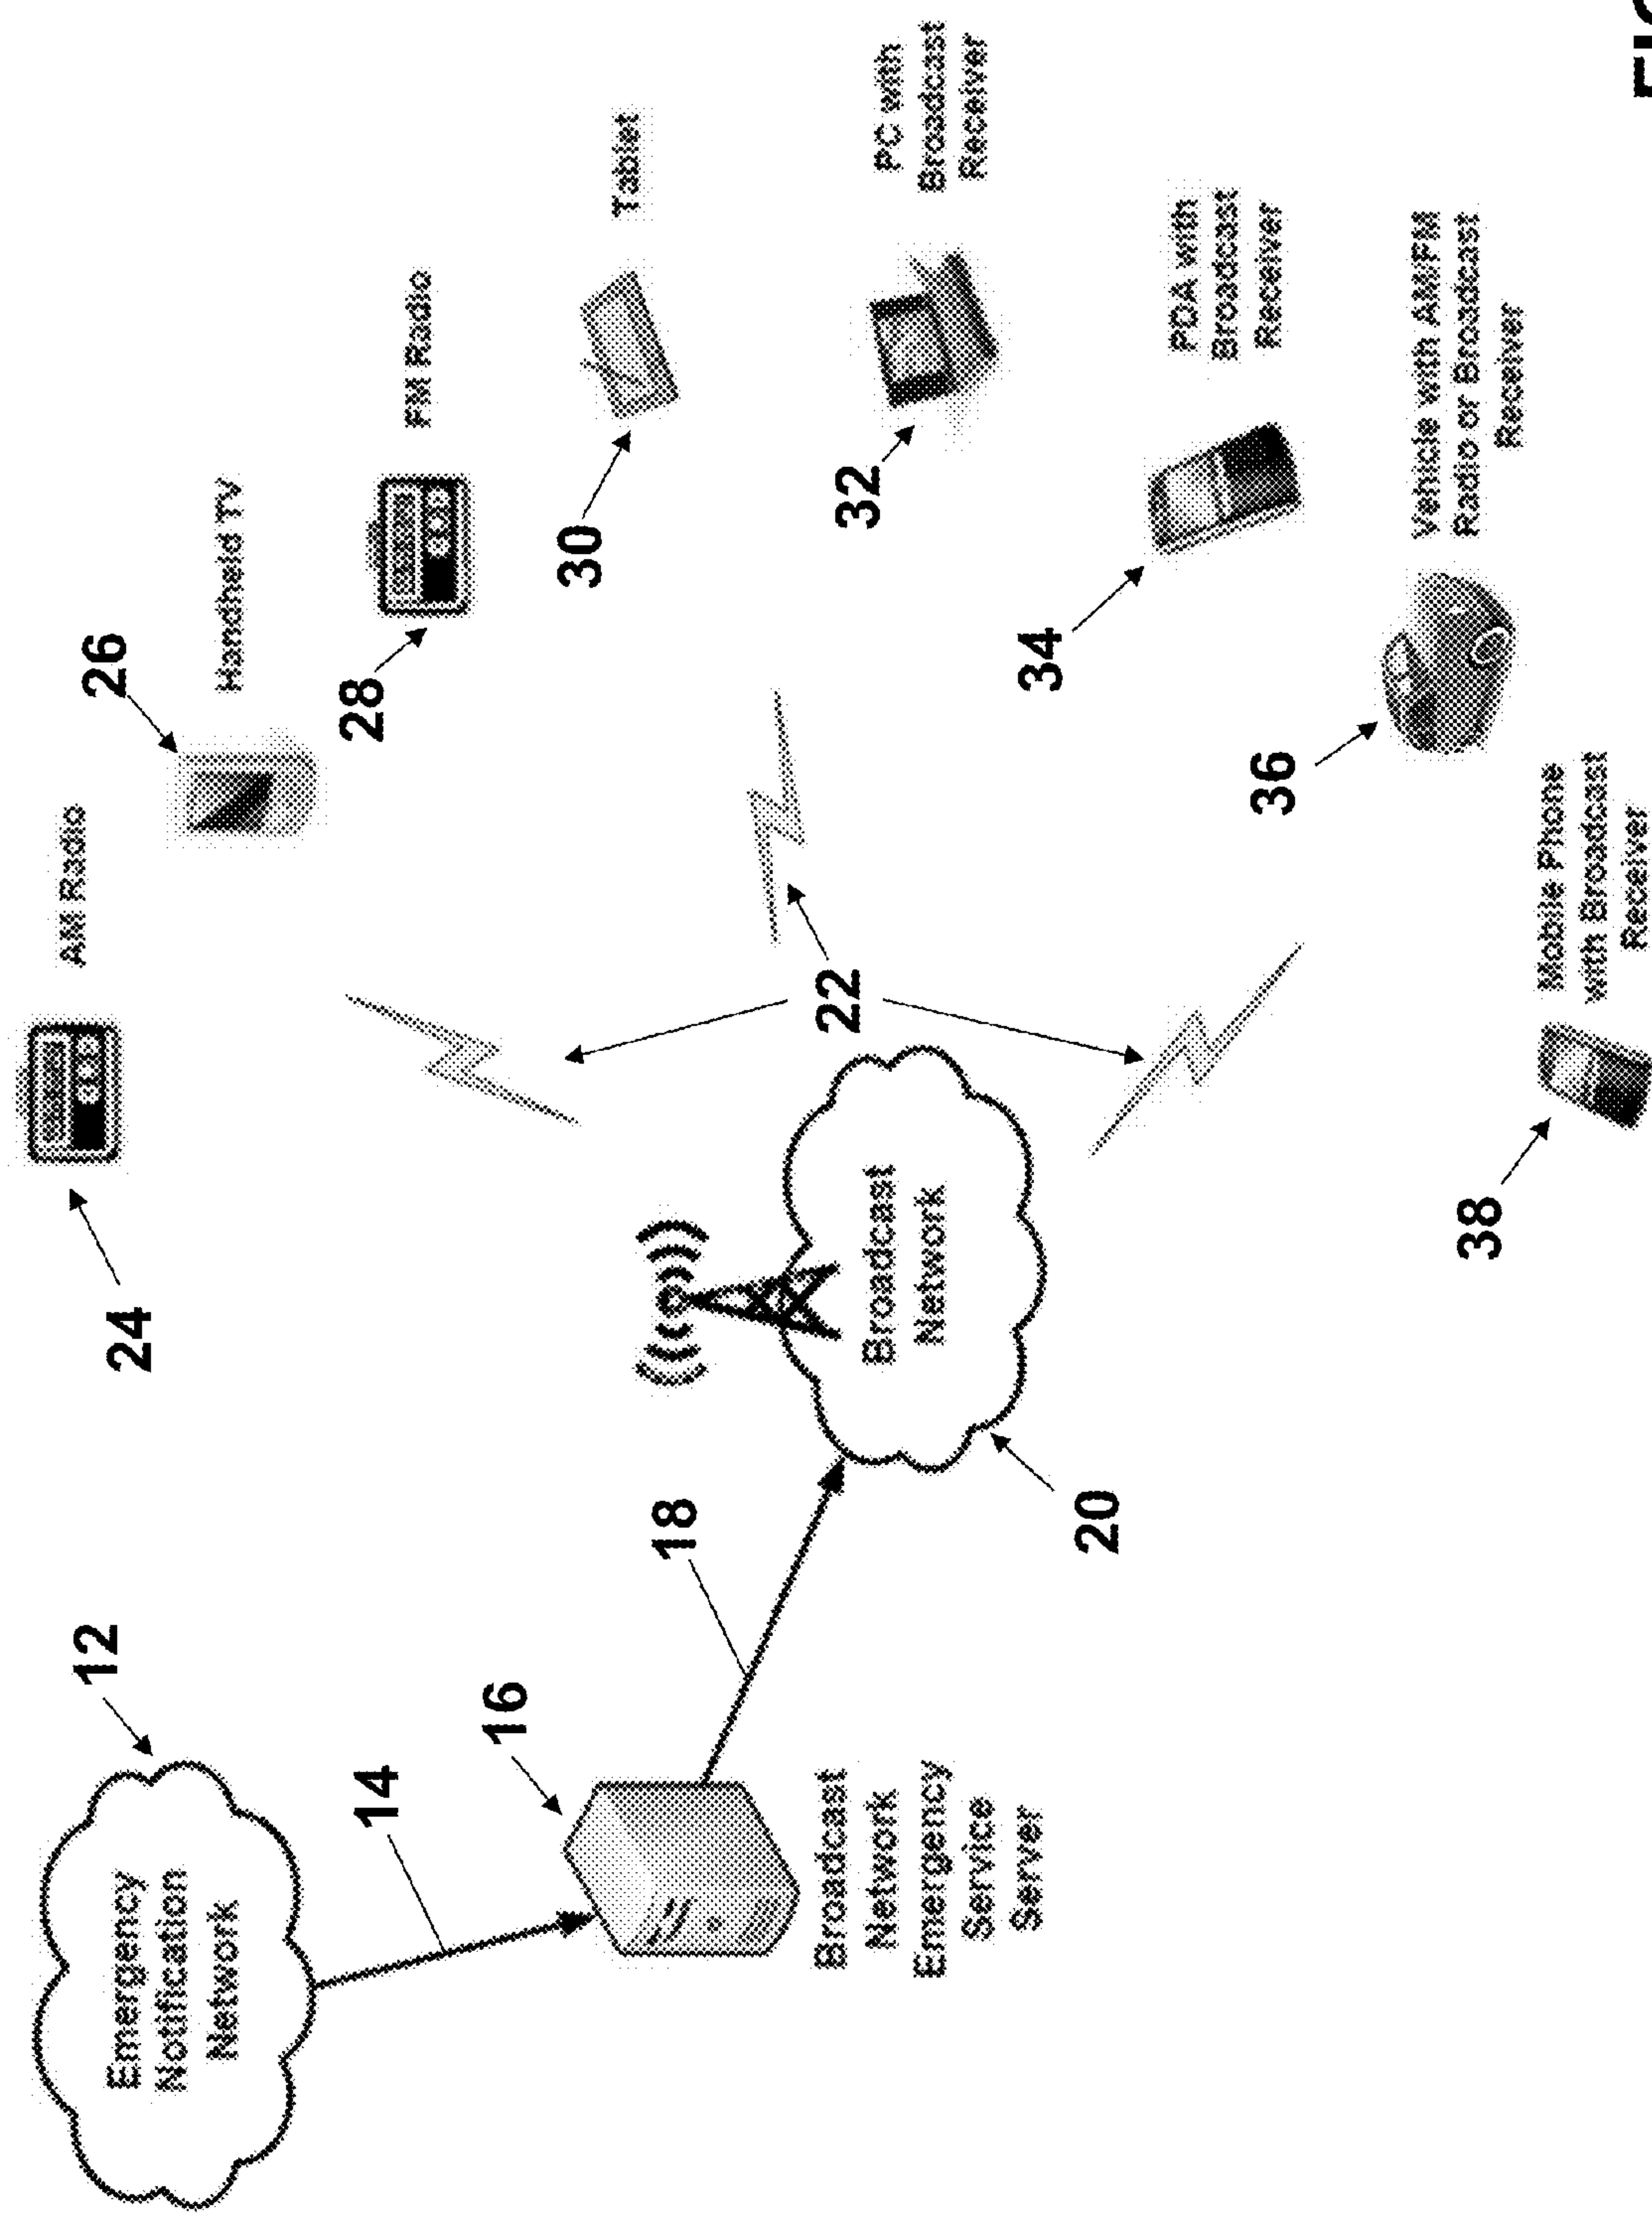 12
Emergency
Notification
Network
14
16
Broadcast
Network
Emergency
Service
Server
18
20
Broadcast
Network
22
24
AM Radio
26
Handheld TV
28
FM Radio
30
Tablet
32
PC with
Broadcast
Receiver
34
PDA with
Broadcast
Receiver
36
Vehicle with AM/FM
Radio or Broadcast
Receiver
38
Mobile Phone
with Broadcast
Receiver